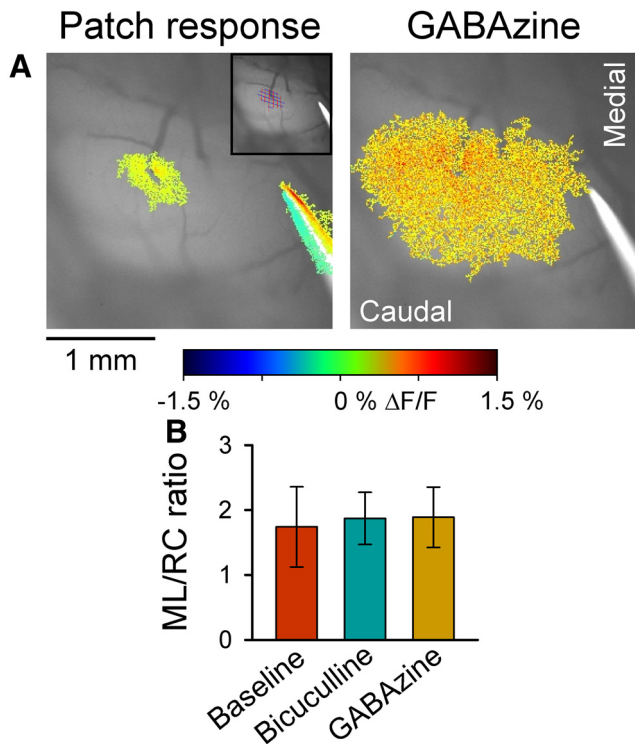 Patch response
GABAzine
A
Medial
Caudal
1 mm
-1.5 %
0 % ΔF/F
1.5 %
B
ML/RC ratio
3
2
1
0
Baseline
Bicuculline
GABAzine